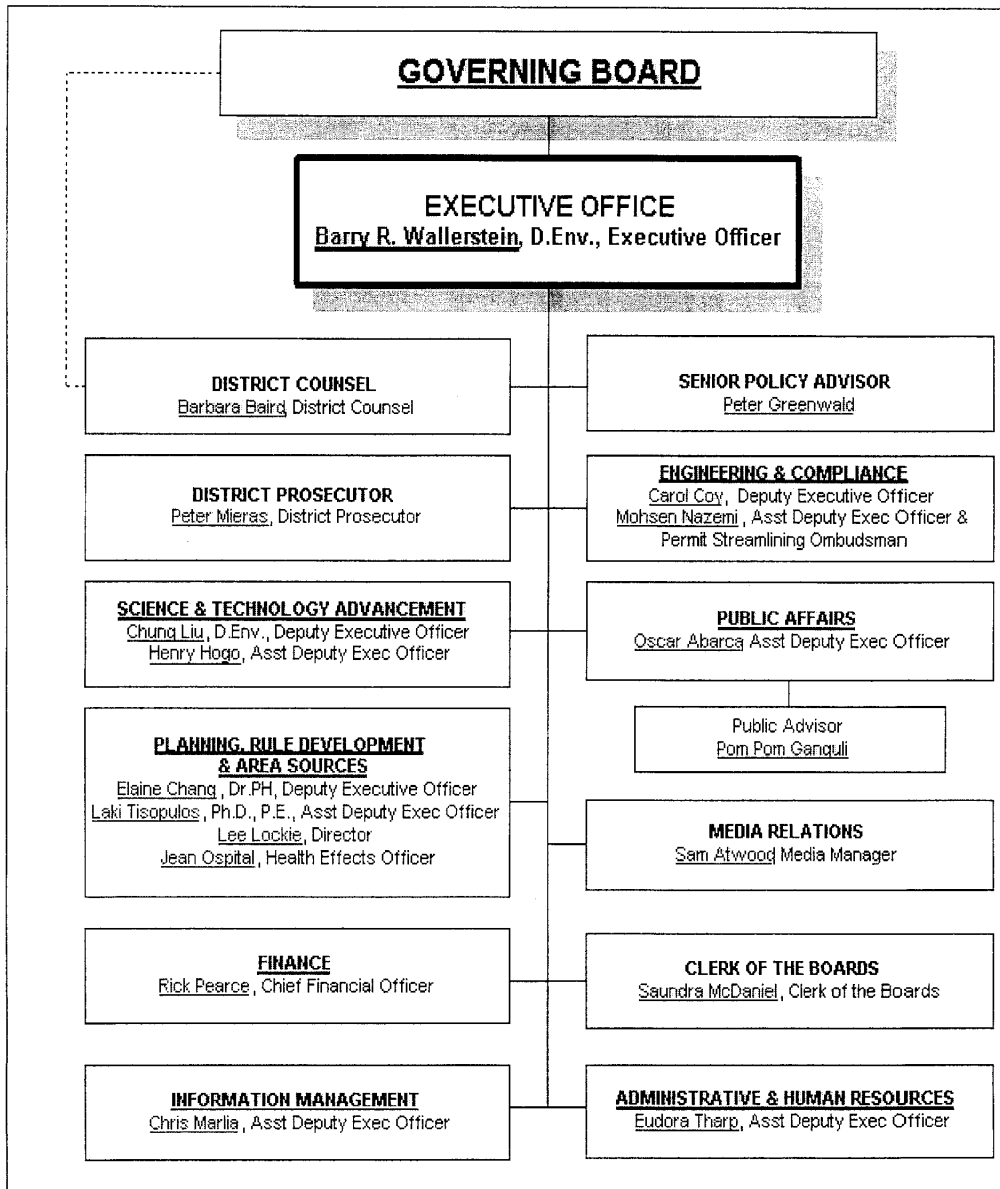 GOVERNING BOARD
EXECUTIVE OFFICE
Barry R. Wallerstein, D.Env., Executive Officer
DISTRICT COUNSEL
Barbara Baird, District Counsel
SENIOR POLICY ADVISOR
Peter Greenwald
DISTRICT PROSECUTOR
Peter Mieras, District Prosecutor
ENGINEERING & COMPLIANCE
Carol Coy, Deputy Executive Officer
Mohsen Nazemi, Asst Deputy Exec Officer &
Permit Streamlining Ombudsman
SCIENCE & TECHNOLOGY ADVANCEMENT
Chung Liu, D.Env., Deputy Executive Officer
Henry Hogo, Asst Deputy Exec Officer
PUBLIC AFFAIRS
Oscar Abarca Asst Deputy Exec Officer
Public Advisor
Pom Pom Ganguli
PLANNING, RULE DEVELOPMENT
& AREA SOURCES
Elaine Chang, Dr.PH, Deputy Executive Officer
Laki Tisopulos, Ph.D., P.E., Asst Deputy Exec Officer
Lee Lockie, Director
Jean Ospital, Health Effects Officer
MEDIA RELATIONS
Sam Atwood Media Manager
FINANCE
Rick Pearce, Chief Financial Officer
CLERK OF THE BOARDS
Saundra McDaniel, Clerk of the Boards
INFORMATION MANAGEMENT
Chris Marlia, Asst Deputy Exec Officer
ADMINISTRATIVE & HUMAN RESOURCES
Eudora Tharp, Asst Deputy Exec Officer